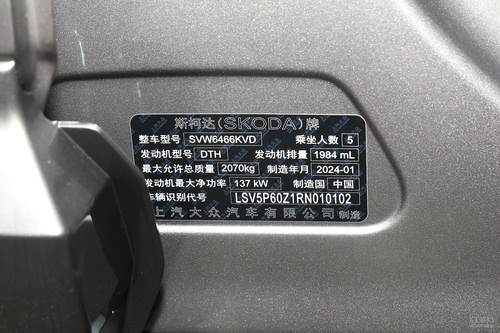 斯柯达(SKODA)牌
整车型号 SVW6466KVD 乘坐人数 5
发动机型号 DTH 发动机排量 1984 mL
最大允许总质量 2070kg 制造年月 2024-01
发动机最大净功率 137 kW 制造国 中国
车辆识别代号 LSV5P60Z1RN010102
上汽大众汽车有限公司 制造